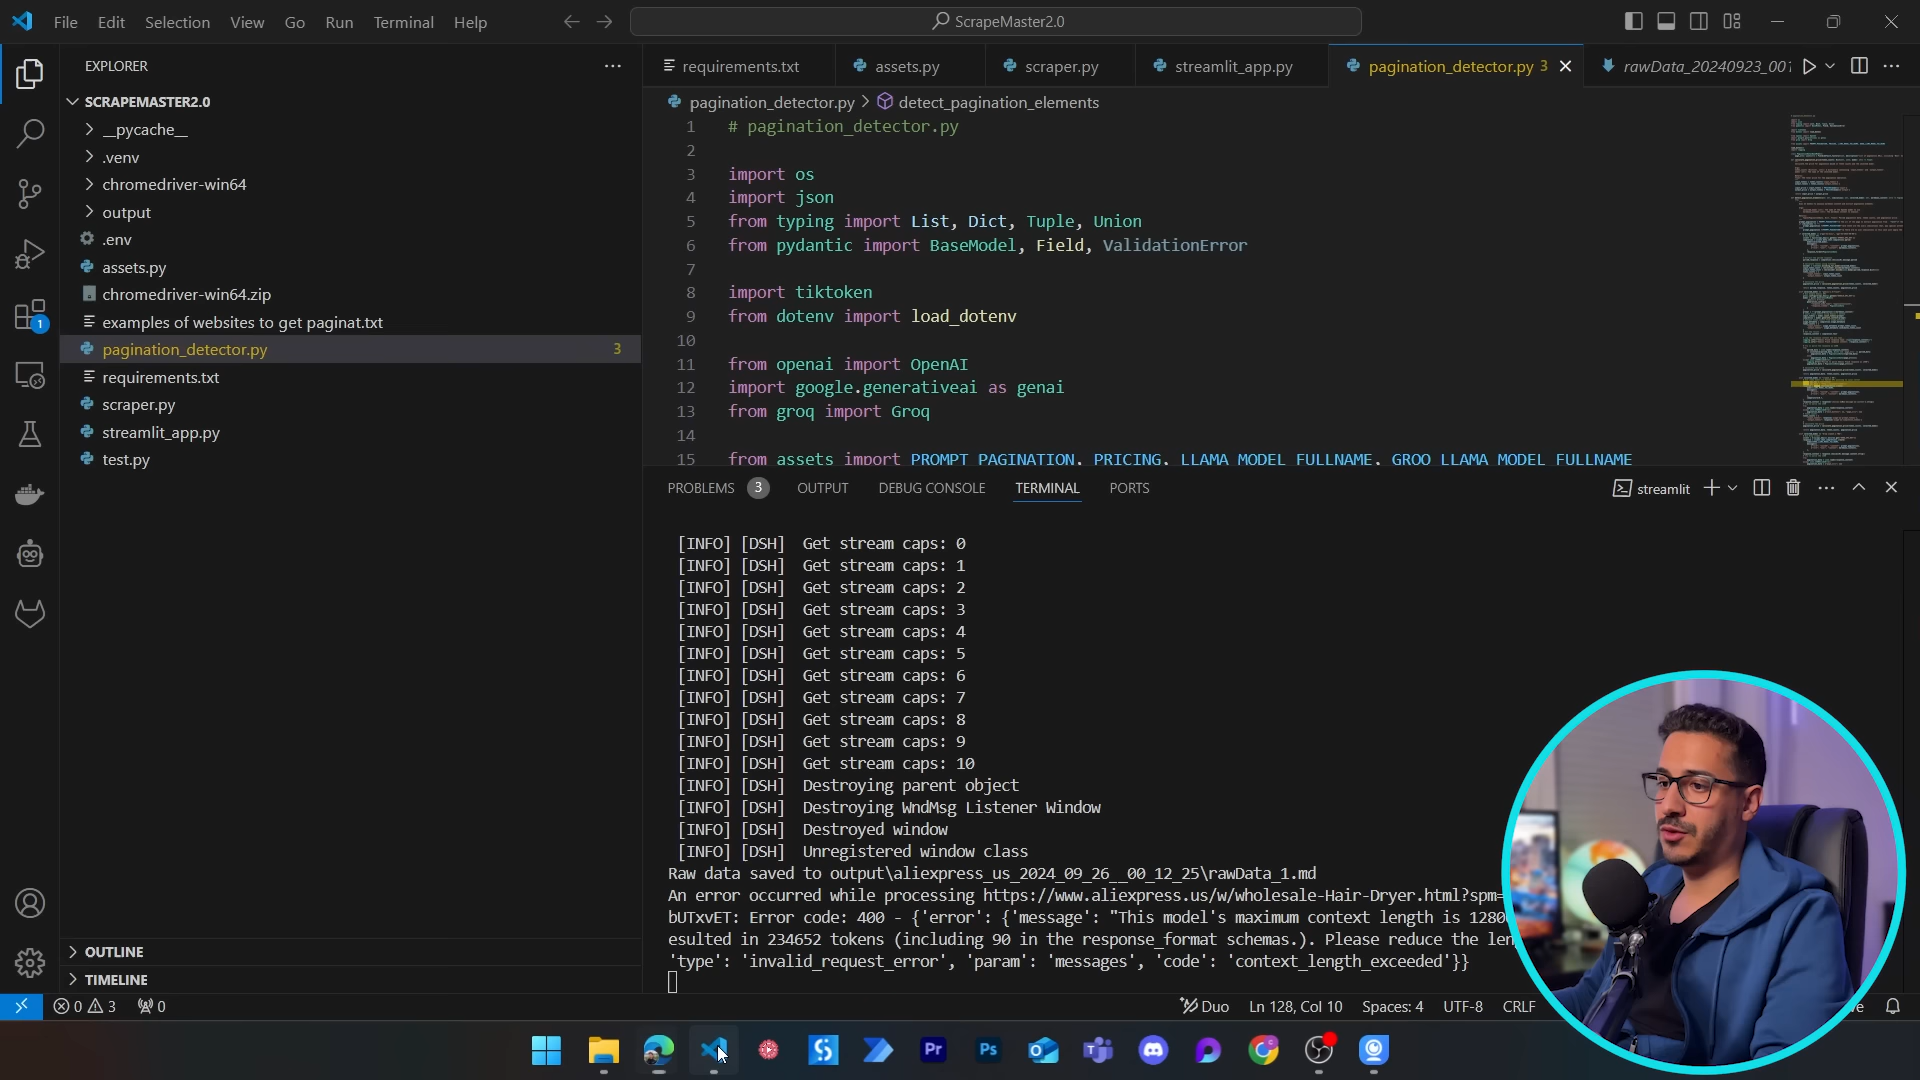 File Edit Selection View Go Run Terminal Help
ScrapeMaster2.0
EXPLORER
requirements.txt
assets.py
scraper.py
streamlit_app.py
pagination_detector.py 3
rawData_20240923_001
SCRAPEMASTER2.0
__pycache__
.venv
chromedriver-win64
output
.env
assets.py
chromedriver-win64.zip
examples of websites to get paginat.txt
pagination_detector.py 3
requirements.txt
scraper.py
streamlit_app.py
test.py
OUTLINE
TIMELINE
pagination_detector.py > detect_pagination_elements
1 # pagination_detector.py
2
3 import os
4 import json
5 from typing import List, Dict, Tuple, Union
6 from pydantic import BaseModel, Field, ValidationError
7
8 import tiktoken
9 from dotenv import load_dotenv
10
11 from openai import OpenAI
12 import google.generativeai as genai
13 from groq import Groq
14
15 from assets import PROMPT_PAGINATION, PRICING, LLAMA_MODEL_FULLNAME, GROQ_LLAMA_MODEL_FULLNAME
PROBLEMS 3 OUTPUT DEBUG CONSOLE TERMINAL PORTS
streamlit
[INFO] [DSH] Get stream caps: 0
[INFO] [DSH] Get stream caps: 1
[INFO] [DSH] Get stream caps: 2
[INFO] [DSH] Get stream caps: 3
[INFO] [DSH] Get stream caps: 4
[INFO] [DSH] Get stream caps: 5
[INFO] [DSH] Get stream caps: 6
[INFO] [DSH] Get stream caps: 7
[INFO] [DSH] Get stream caps: 8
[INFO] [DSH] Get stream caps: 9
[INFO] [DSH] Get stream caps: 10
[INFO] [DSH] Destroying parent object
[INFO] [DSH] Destroying WndMsg Listener Window
[INFO] [DSH] Destroyed window
[INFO] [DSH] Unregistered window class
Raw data saved to output\aliexpress_us_2024_09_26__00_12_25\rawData_1.md
An error occurred while processing https://www.aliexpress.us/w/wholesale-Hair-Dryer.html?spm=
bUTxvET: Error code: 400 - {'error': {'message': "This model's maximum context length is 1280
esulted in 234652 tokens (including 90 in the response_format schemas.). Please reduce the len
'type': 'invalid_request_error', 'param': 'messages', 'code': 'context_length_exceeded'}}
0 3 0
Duo Ln 128, Col 10 Spaces: 4 UTF-8 CRLF
Pr Ps
1